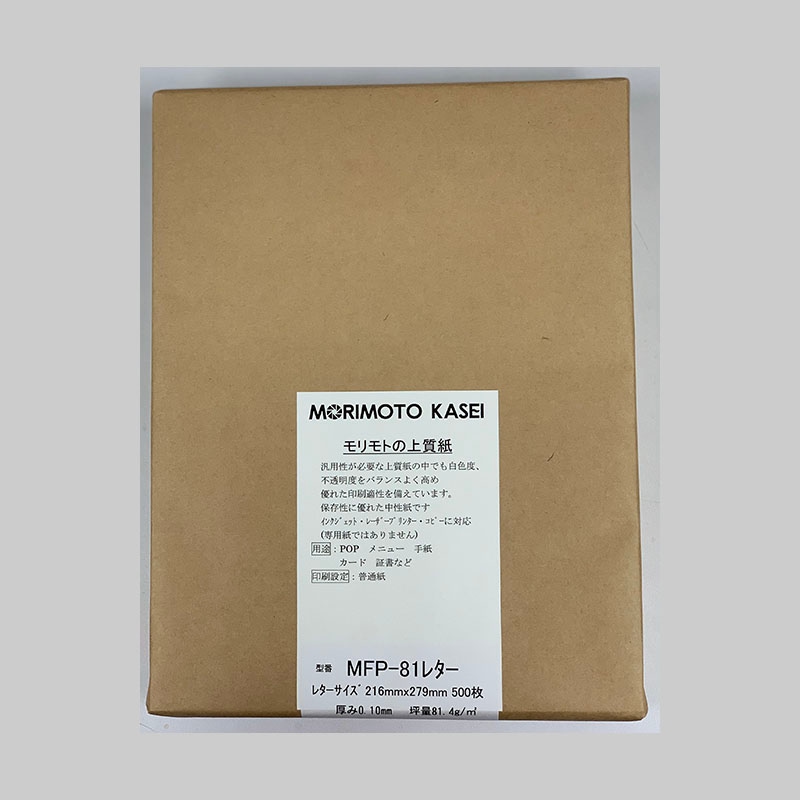 MORIMOTO KASEI
モリモトの上質紙
汎用性が必要な上質紙の中でも白色度、
不透明度をバランスよく高め
優れた印刷適性を備えています。
保存性に優れた中性紙です
ｲﾝｸｼﾞｪｯﾄ・ﾚｰｻﾞｰﾌﾟﾘﾝﾀｰ・ｺﾋﾟｰに対応
(専用紙ではありません)
用途：POP　メニュー　手紙
カード　証書など
印刷設定：普通紙
型番 MFP-81レター
ﾚﾀｰｻｲｽﾞ 216mmx279mm 500枚
厚み0.10mm　坪量81.4g/㎡